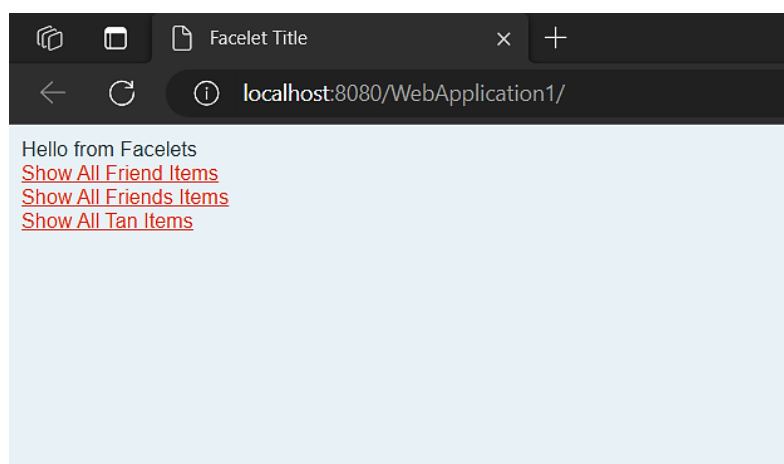 Facelet Title
localhost:8080/WebApplication1/
Hello from Facelets
Show All Friend Items
Show All Friends Items
Show All Tan Items